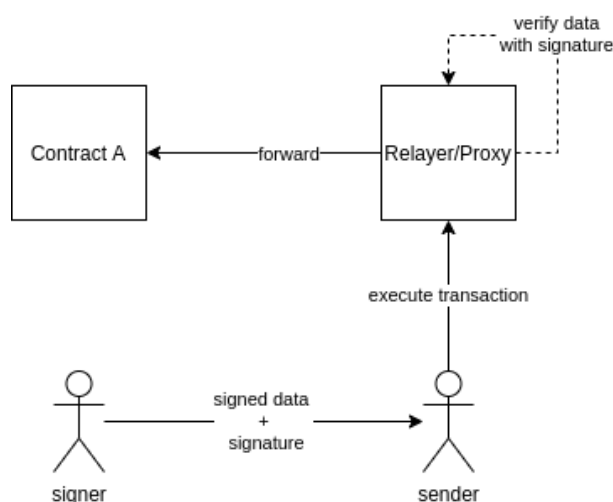 verify data
with signature
Contract A
forward
Relayer/Proxy
execute transaction
signed data
+
signature
signer
sender